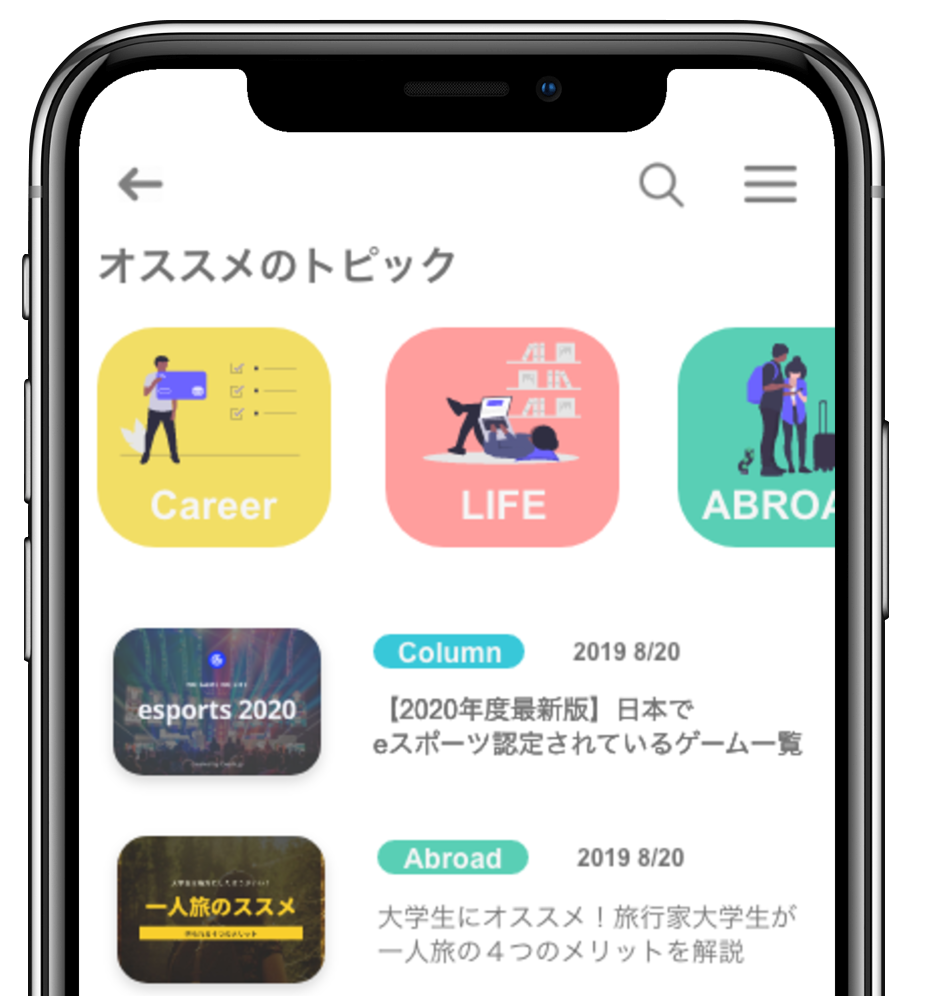 オススメのトピック
Career
LIFE
ABROA
Column
2019 8/20
esports 2020
【2020年度最新版】日本で
eスポーツ認定されているゲーム一覧
Abroad
2019 8/20
一人旅のススメ
大学生にオススメ！旅行家大学生が
一人旅の４つのメリットを解説